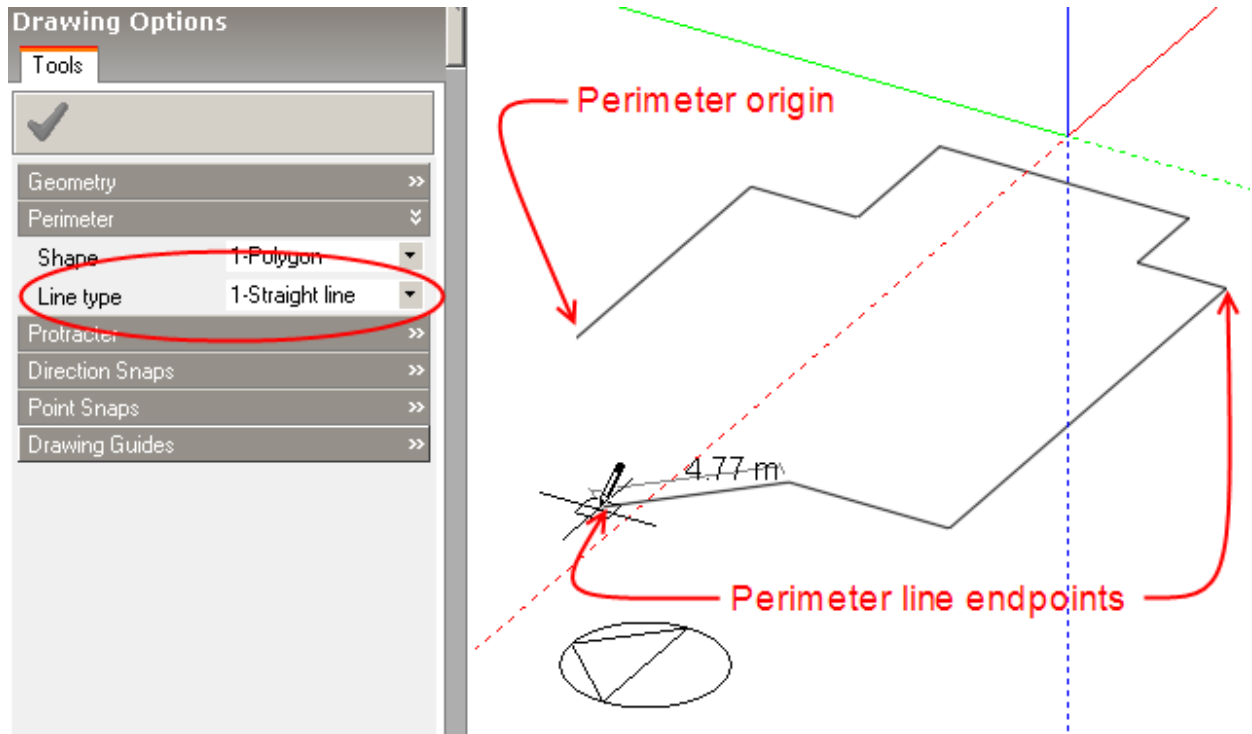 Drawing Options
Tools
Geometry
Perimeter
Shape 1-Polygon
Line type 1-Straight line
Protracter
Direction Snaps
Point Snaps
Drawing Guides
Perimeter origin
4.77 m
Perimeter line endpoints